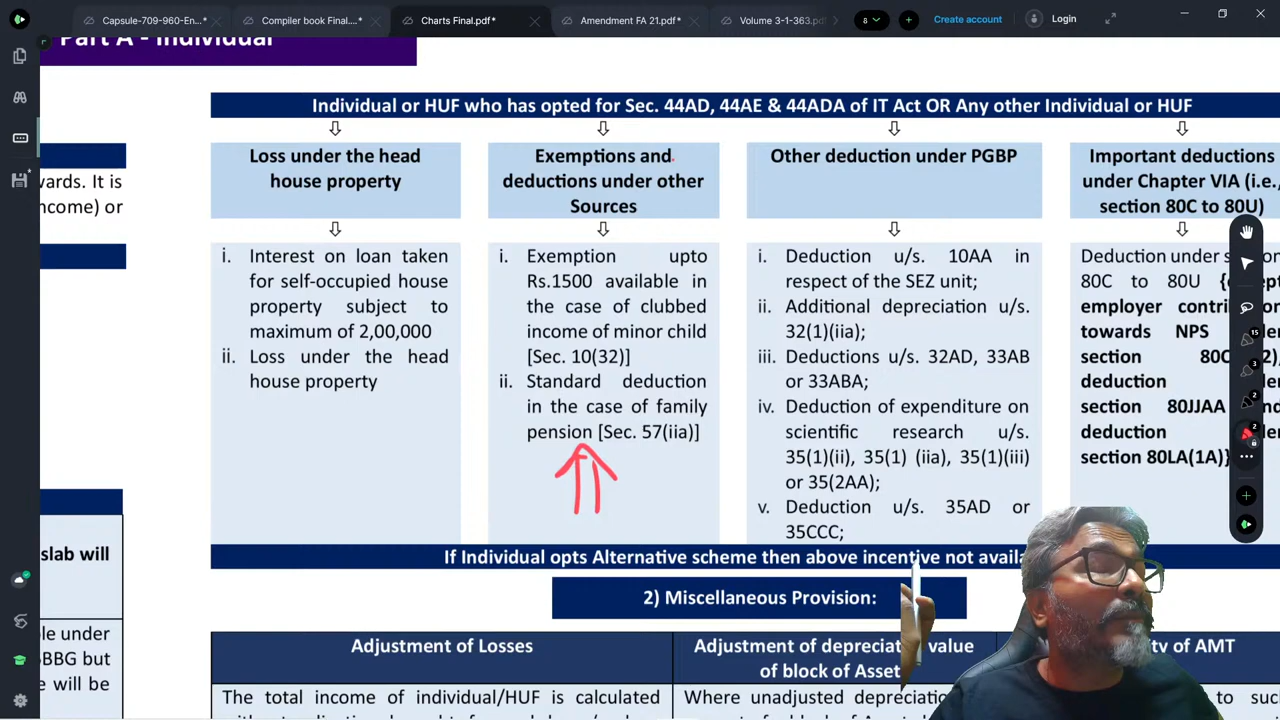 Capsule-709-960-En...*
Compiler book Final....*
Charts Final.pdf*
Amendment FA 21.pdf*
Volume 3-1-363.pd
8
Create account
Login
Part A - Individual
Individual or HUF who has opted for Sec. 44AD, 44AE & 44ADA of IT Act OR Any other Individual or HUF
vards. It is
ncome) or
Loss under the head
house property
i. Interest on loan taken
for self-occupied house
property subject to
maximum of 2,00,000
ii. Loss under the head
house property
Exemptions and
deductions under other
Sources
i. Exemption upto
Rs.1500 available in
the case of clubbed
income of minor child
[Sec. 10(32)]
ii. Standard deduction
in the case of family
pension [Sec. 57(iia)]
Other deduction under PGBP
i. Deduction u/s. 10AA in
respect of the SEZ unit;
ii. Additional depreciation u/s.
32(1)(iia);
iii. Deductions u/s. 32AD, 33AB
or 33ABA;
iv. Deduction of expenditure on
scientific research u/s.
35(1)(ii), 35(1) (iia), 35(1)(iii)
or 35(2AA);
v. Deduction u/s. 35AD or
35CCC;
Important deductions
under Chapter VIA (i.e.,
section 80C to 80U)
Deduction under
80C to 80U
employer
towards NPS
section
deduction
section 80JJAA
deduction
section 80LA(1A)}
15
3
2
2
slab will
le under
BBG but
e will be
If Individual opts Alternative scheme then above incentive not
2) Miscellaneous Provision:
Adjustment of Losses
Adjustment of value
of block of
of AMT
The total income of individual/HUF is calculated
Where unadjusted
to such